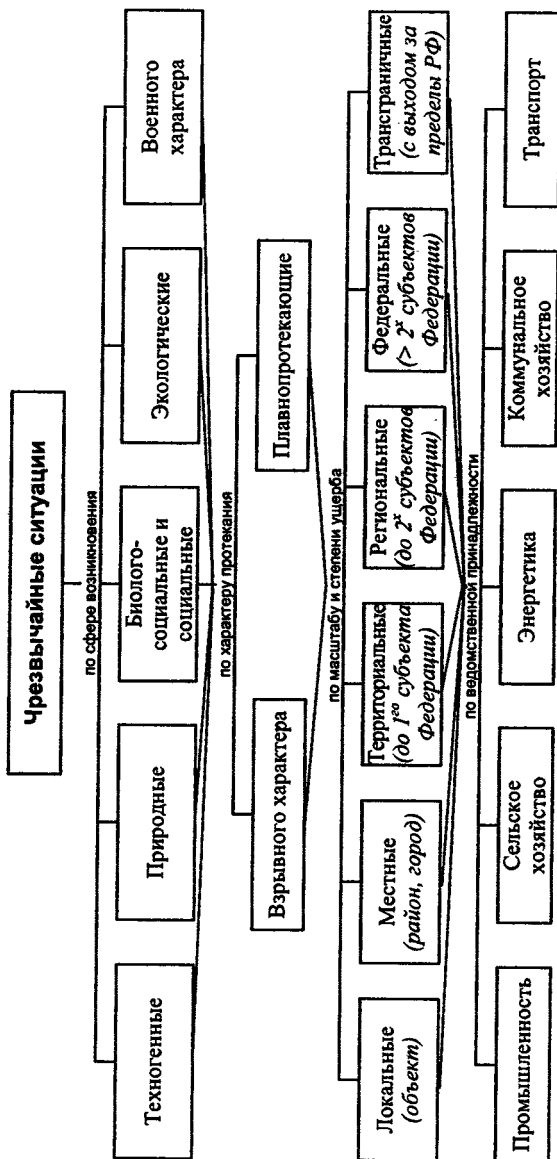 Чрезвычайные ситуации
по сфере возникновения
Техногенные
Природные
Биолого-
социальные и
социальные
Экологические
Военного
характера
по характеру протекания
Взрывного характера
Плавнопротекающие
по масштабу и степени ущерба
Локальные
(объект)
Местные
(район, город)
Территориальные
(до 1го субъекта
Федерации)
Региональные
(до 2х субъектов
Федерации)
Федеральные
(> 2х субъектов
Федерации)
Трансграничные
(с выходом за
пределы РФ)
по ведомственной принадлежности
Промышленность
Сельское
хозяйство
Энергетика
Коммунальное
хозяйство
Транспорт